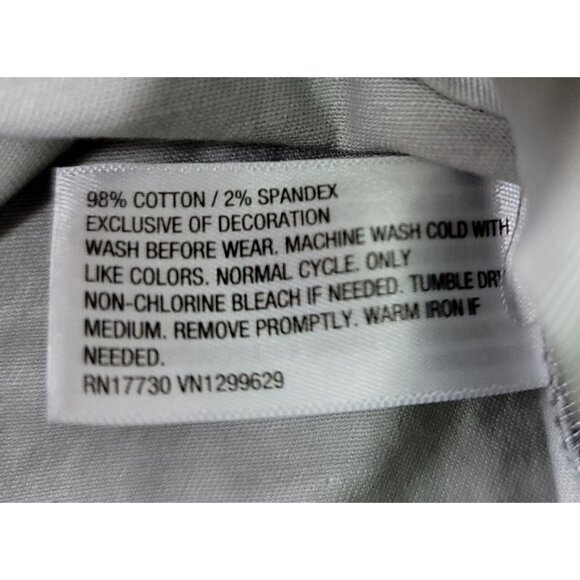 98% COTTON / 2% SPANDEX
EXCLUSIVE OF DECORATION
WASH BEFORE WEAR. MACHINE WASH COLD WITH
LIKE COLORS. NORMAL CYCLE. ONLY
NON-CHLORINE BLEACH IF NEEDED. TUMBLE DRY
MEDIUM. REMOVE PROMPTLY. WARM IRON IF
NEEDED.
RN17730 VN1299629